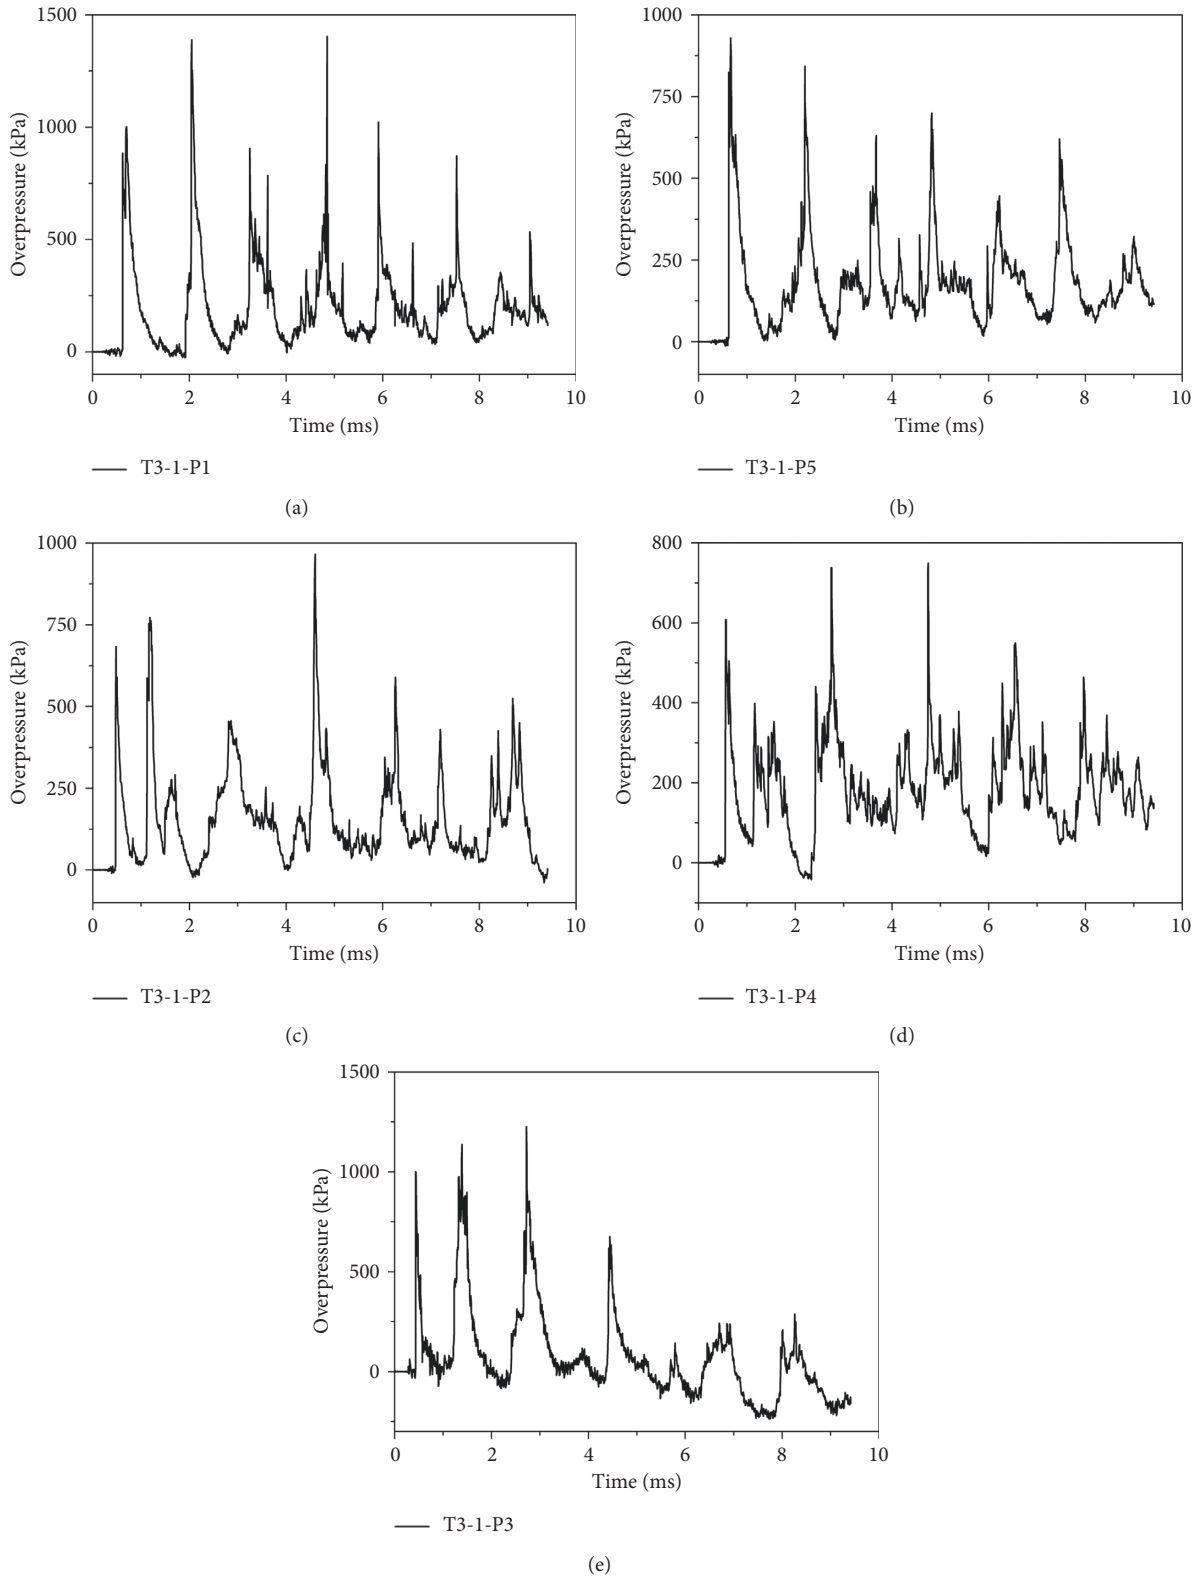 1500
1000
500
0
Overpressure (kPa)
0 2 4 6 8 10
Time (ms)
T3-1-P1
(a)
1000
750
500
250
0
Overpressure (kPa)
0 2 4 6 8 10
Time (ms)
T3-1-P5
(b)
1000
750
500
250
0
Overpressure (kPa)
0 2 4 6 8 10
Time (ms)
T3-1-P2
(c)
800
600
400
200
0
Overpressure (kPa)
0 2 4 6 8 10
Time (ms)
T3-1-P4
(d)
1500
1000
500
0
Overpressure (kPa)
0 2 4 6 8 10
Time (ms)
T3-1-P3
(e)